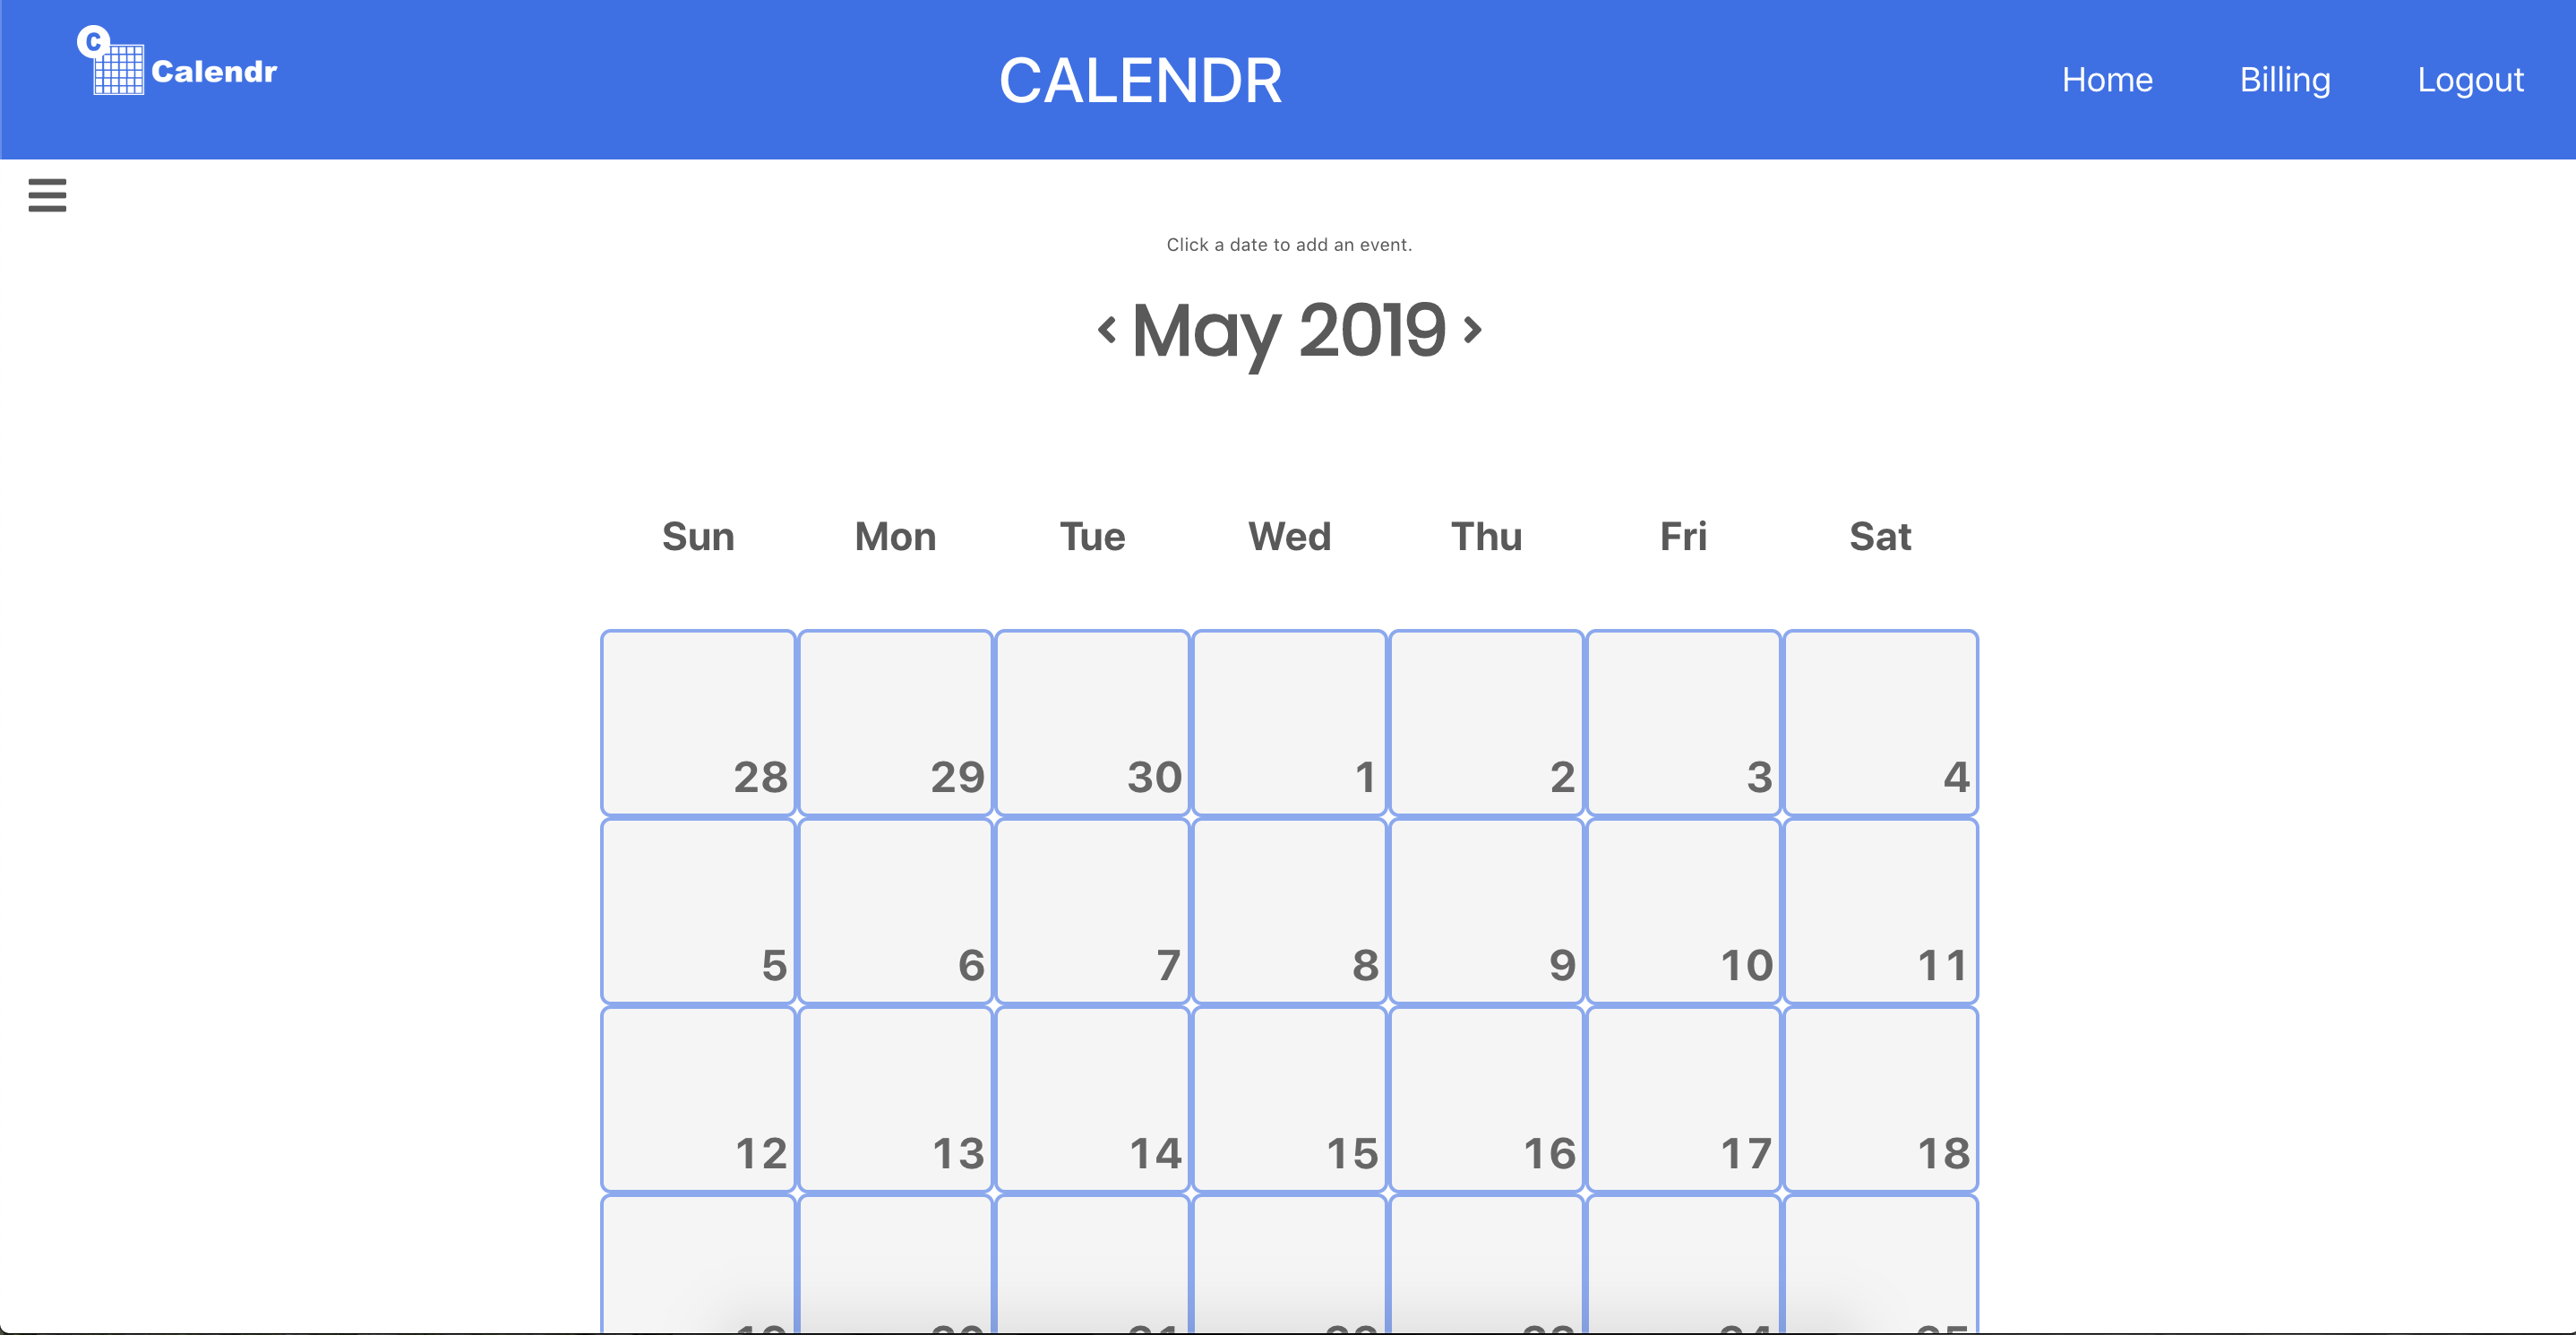 C
Calendr
CALENDR
Home Billing Logout
Click a date to add an event.
May 2019
Sun Mon Tue Wed Thu Fri Sat
28 29 30 1 2 3 4
5 6 7 8 9 10 11
12 13 14 15 16 17 18